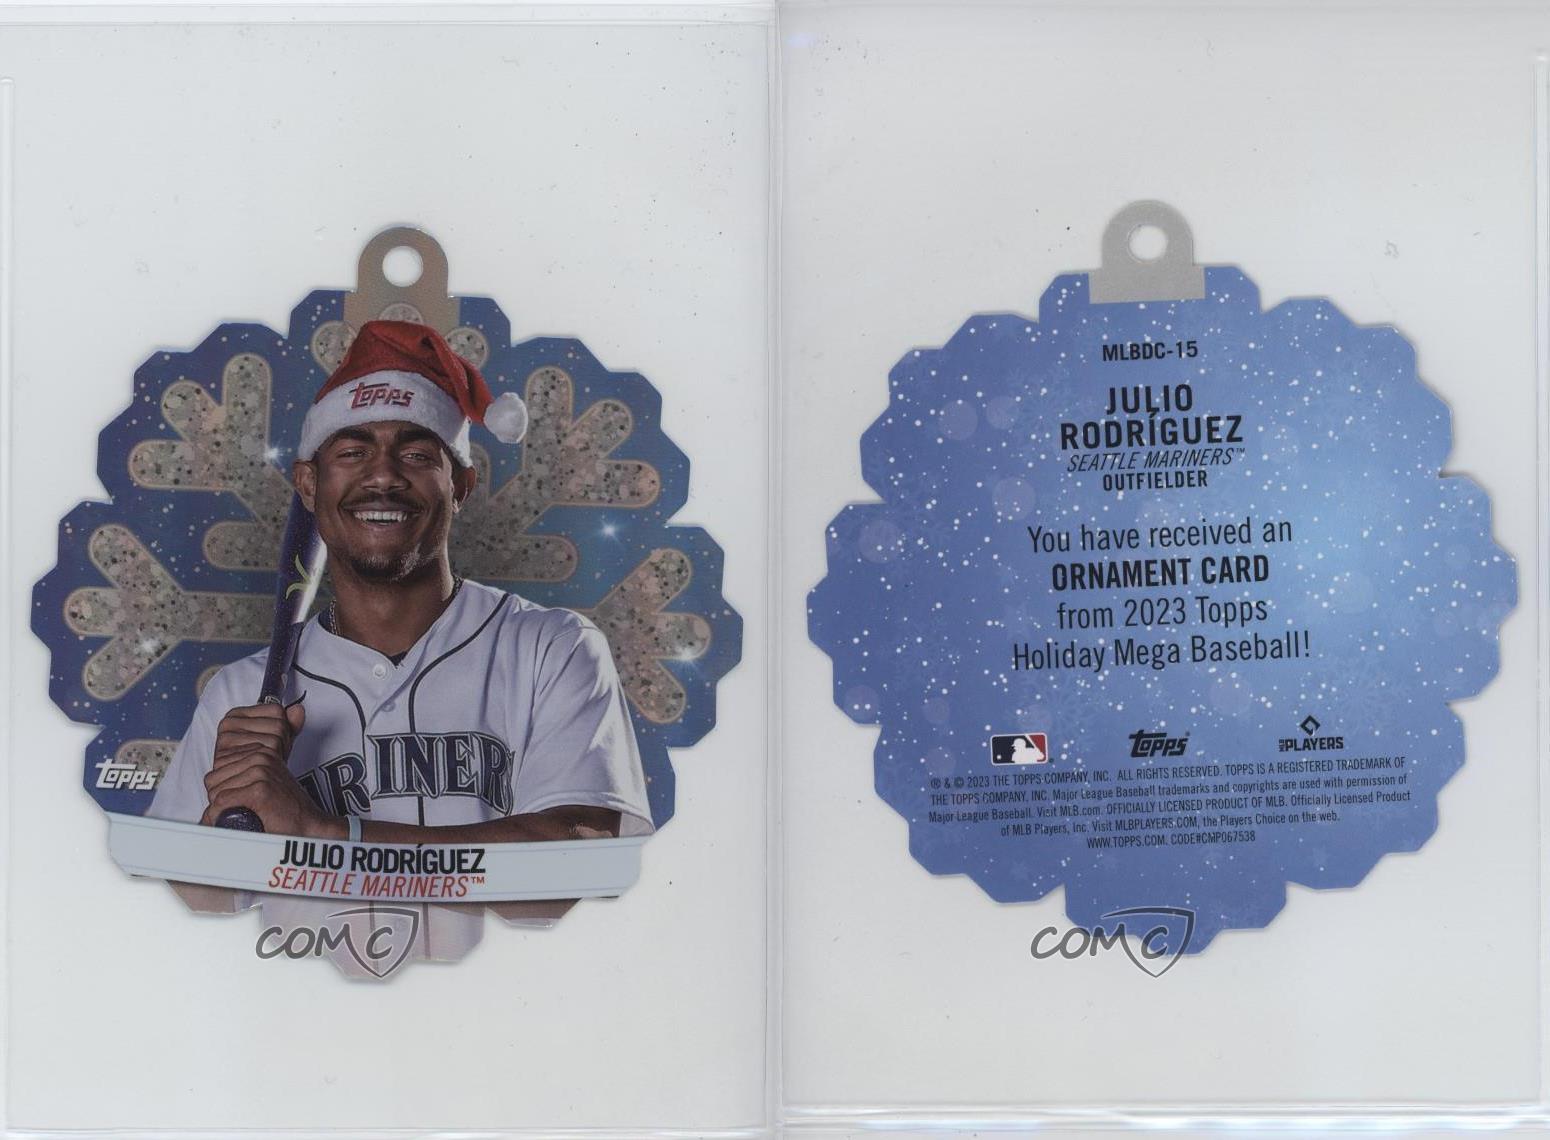 Topps
MARINERS
Topps
JULIO RODRÍGUEZ
SEATTLE MARINERS™
COMC
MLBDC-15
JULIO
RODRÍGUEZ
SEATTLE MARINERS™
OUTFIELDER
You have received an
ORNAMENT CARD
from 2023 Topps
Holiday Mega Baseball!
Topps
MLB PLAYERS
® & © 2023 THE TOPPS COMPANY, INC. ALL RIGHTS RESERVED. TOPPS IS A REGISTERED TRADEMARK OF
THE TOPPS COMPANY, INC. Major League Baseball trademarks and copyrights are used with permission of
Major League Baseball. Visit MLB.com. OFFICIALLY LICENSED PRODUCT OF MLB. Officially Licensed Product
of MLB Players, Inc. Visit MLBPLAYERS.COM, the Players Choice on the web.
WWW.TOPPS.COM. CODE#CMP067538
COMC